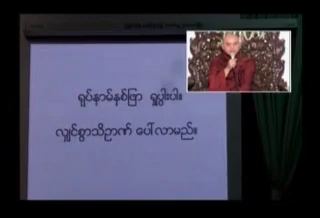 ရုပ်နာမ်နှစ်ဖြာ ရှုပွါးပါ။
လျှင်စွာသိဉာဏ် ပေါ်လာမည်။